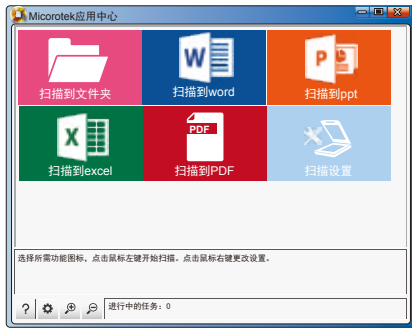 Micorotek应用中心
扫描到文件夹
W
扫描到word
P
扫描到ppt
X
扫描到excel
PDF
扫描到PDF
扫描设置
选择所需功能图标，点击鼠标左键开始扫描。点击鼠标右键更改设置。
?
进行中的任务：0